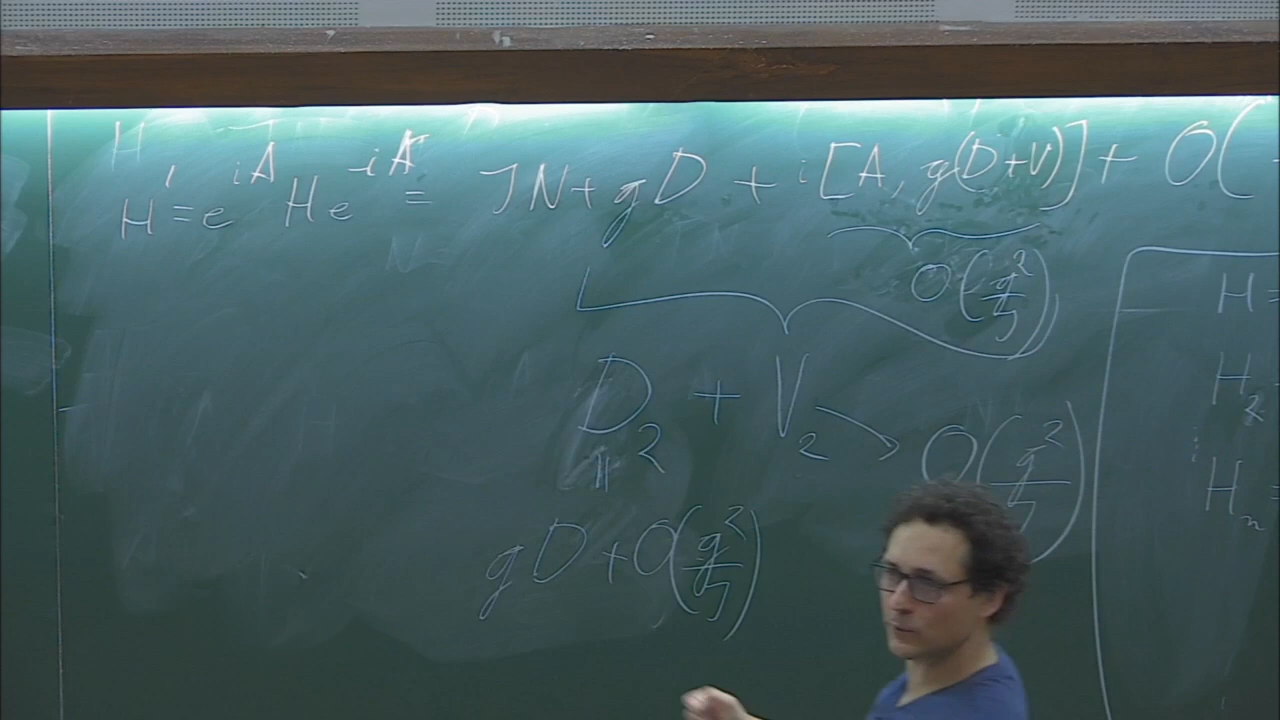 H' = e^{iA} H e^{-iA} = JN + gD + i[A, g(D+V)] + O(
O(g²/J)
D₂ + V₂ → O(g²/J)
||
gD + O(g²/J)
H =
H₂
Hₙ =